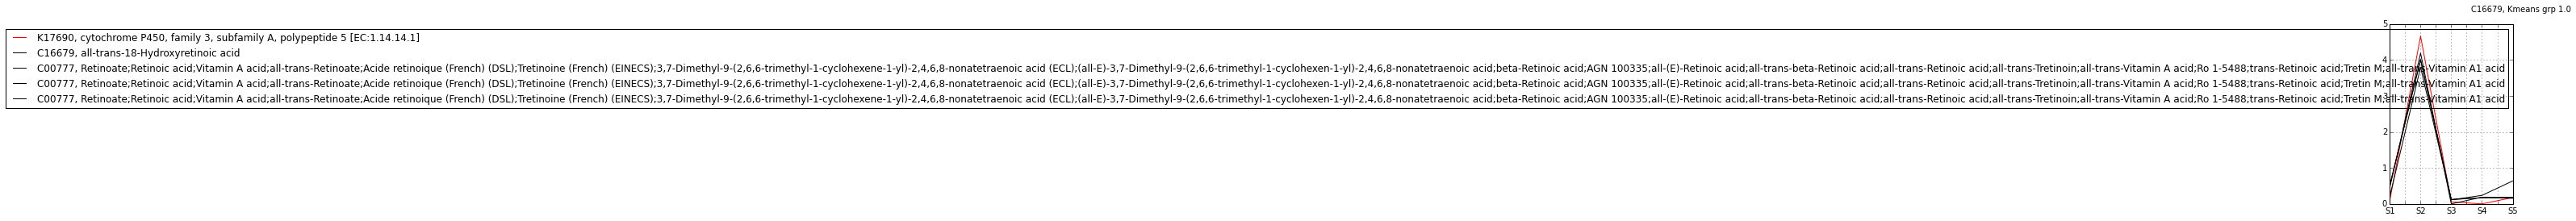 C16679, Kmeans grp 1.0
5
K17690, cytochrome P450, family 3, subfamily A, polypeptide 5 [EC:1.14.14.1]
C16679, all-trans-18-Hydroxyretinoic acid
4
C00777, Retinoate;Retinoic acid;Vitamin A acid;all-trans-Retinoate;Acide retinoique (French) (DSL);Tretinoine (French) (EINECS);3,7-Dimethyl-9-(2,6,6-trimethyl-1-cyclohexene-1-yl)-2,4,6,8-nonatetraenoic acid (ECL);(all-E)-3,7-Dimethyl-9-(2,6,6-trimethyl-1-cyclohexen-1-yl)-2,4,6,8-nonatetraenoic acid;beta-Retinoic acid;AGN 100335;all-(E)-Retinoic acid;all-trans-beta-Retinoic acid;all-trans-Retinoic acid;all-trans-Tretinoin;all-trans-Vitamin A acid;Ro 1-5488;trans-Retinoic acid;Tretin M;all-trans-Vitamin A1 acid
C00777, Retinoate;Retinoic acid;Vitamin A acid;all-trans-Retinoate;Acide retinoique (French) (DSL);Tretinoine (French) (EINECS);3,7-Dimethyl-9-(2,6,6-trimethyl-1-cyclohexene-1-yl)-2,4,6,8-nonatetraenoic acid (ECL);(all-E)-3,7-Dimethyl-9-(2,6,6-trimethyl-1-cyclohexen-1-yl)-2,4,6,8-nonatetraenoic acid;beta-Retinoic acid;AGN 100335;all-(E)-Retinoic acid;all-trans-beta-Retinoic acid;all-trans-Retinoic acid;all-trans-Tretinoin;all-trans-Vitamin A acid;Ro 1-5488;trans-Retinoic acid;Tretin M;all-trans-Vitamin A1 acid
3
C00777, Retinoate;Retinoic acid;Vitamin A acid;all-trans-Retinoate;Acide retinoique (French) (DSL);Tretinoine (French) (EINECS);3,7-Dimethyl-9-(2,6,6-trimethyl-1-cyclohexene-1-yl)-2,4,6,8-nonatetraenoic acid (ECL);(all-E)-3,7-Dimethyl-9-(2,6,6-trimethyl-1-cyclohexen-1-yl)-2,4,6,8-nonatetraenoic acid;beta-Retinoic acid;AGN 100335;all-(E)-Retinoic acid;all-trans-beta-Retinoic acid;all-trans-Retinoic acid;all-trans-Tretinoin;all-trans-Vitamin A acid;Ro 1-5488;trans-Retinoic acid;Tretin M;all-trans-Vitamin A1 acid
2
1
0
S1 S2 S3 S4 S5